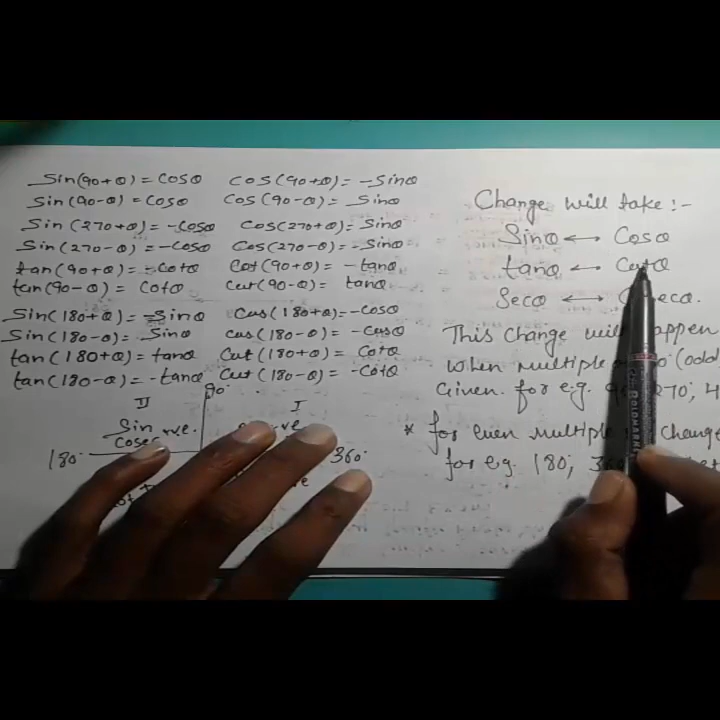 Sin(90+θ) = Cosθ Cos(90+θ) = -Sinθ
Sin(90-θ) = Cosθ Cos(90-θ) = Sinθ
Sin(270+θ) = -Cosθ Cos(270+θ) = Sinθ
Sin(270-θ) = -Cosθ Cos(270-θ) = -Sinθ
tan(90+θ) = -Cotθ Cot(90+θ) = -tanθ
tan(90-θ) = Cotθ Cot(90-θ) = tanθ
Sin(180+θ) = -Sinθ Cos(180+θ) = -Cosθ
Sin(180-θ) = Sinθ Cos(180-θ) = -Cosθ
tan(180+θ) = tanθ Cot(180+θ) = Cotθ
tan(180-θ) = -tanθ Cot(180-θ) = -Cotθ
90°
II I
Sin +ve. ve
Cosec
180° 360°
Change will take :-
Sinθ ↔ Cosθ
tanθ ↔ Cotθ
Secθ ↔
This Change will
When multiple (odd)
Given. for e.g. 270;
* for even multiple Change
for e.g. 180;